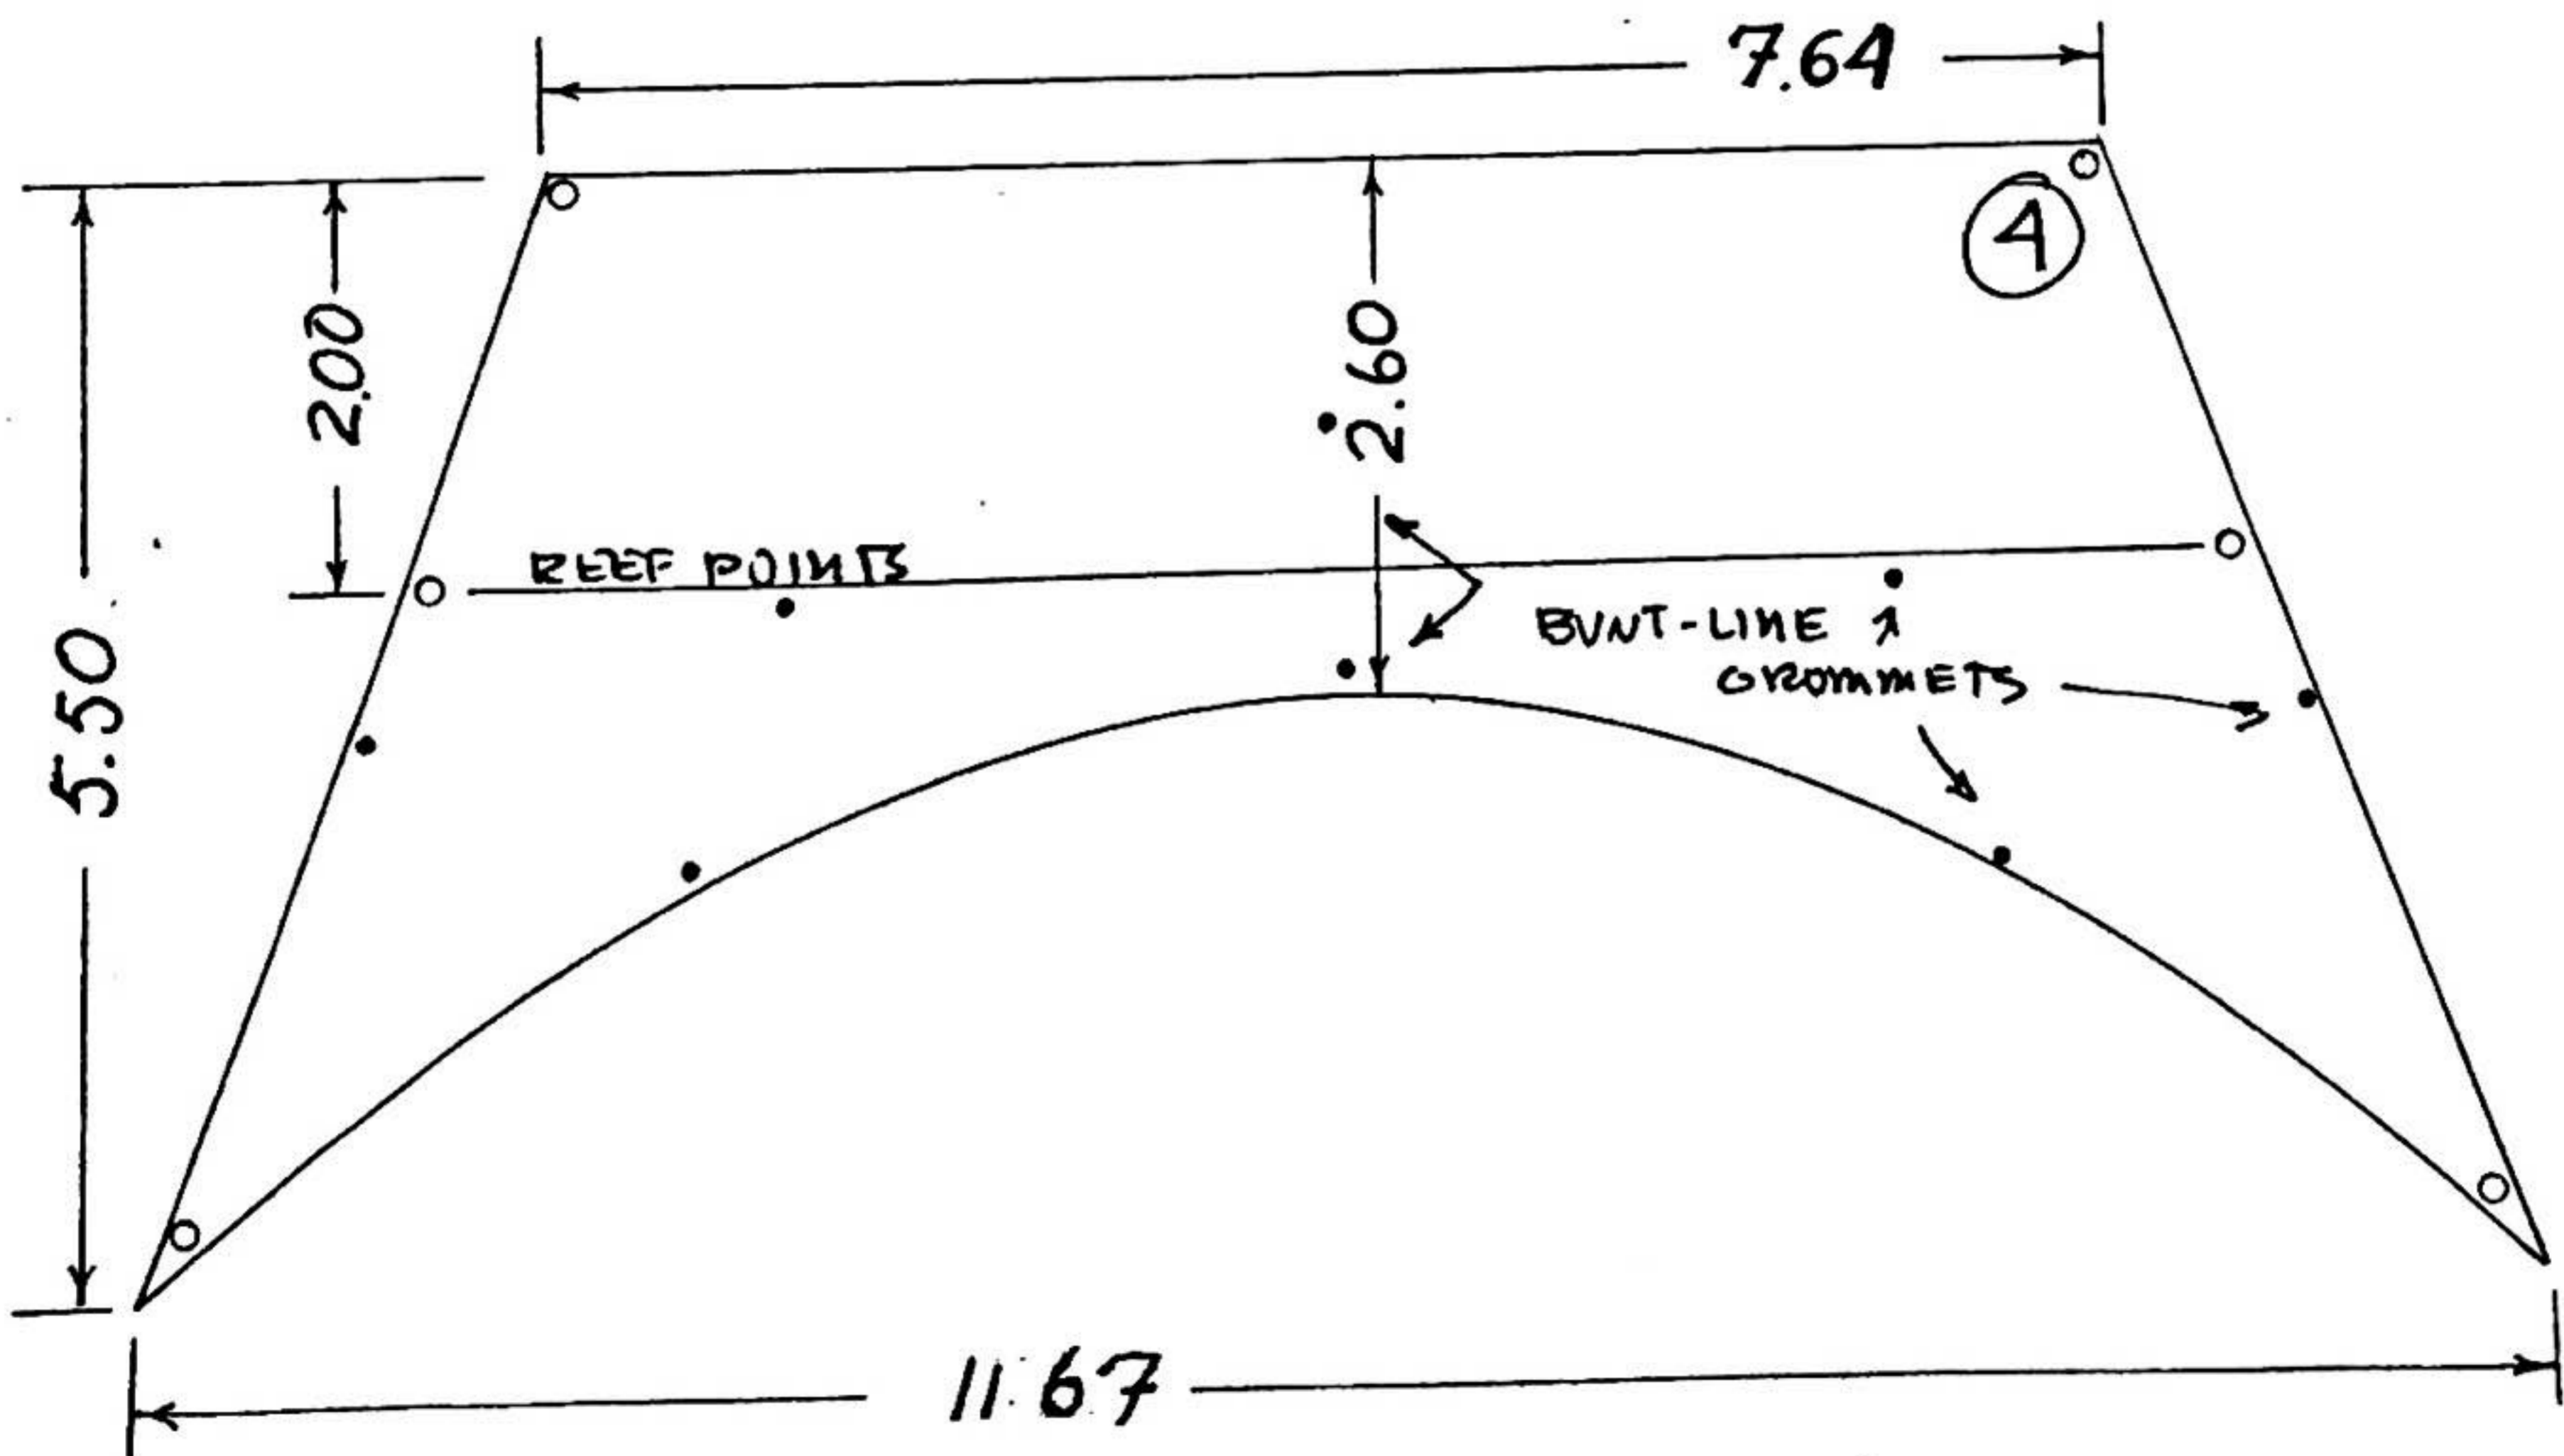 7.64
4
2.00
2.60
5.50
REEF POINTS
BUNT-LINE
GROMMETS
11.67